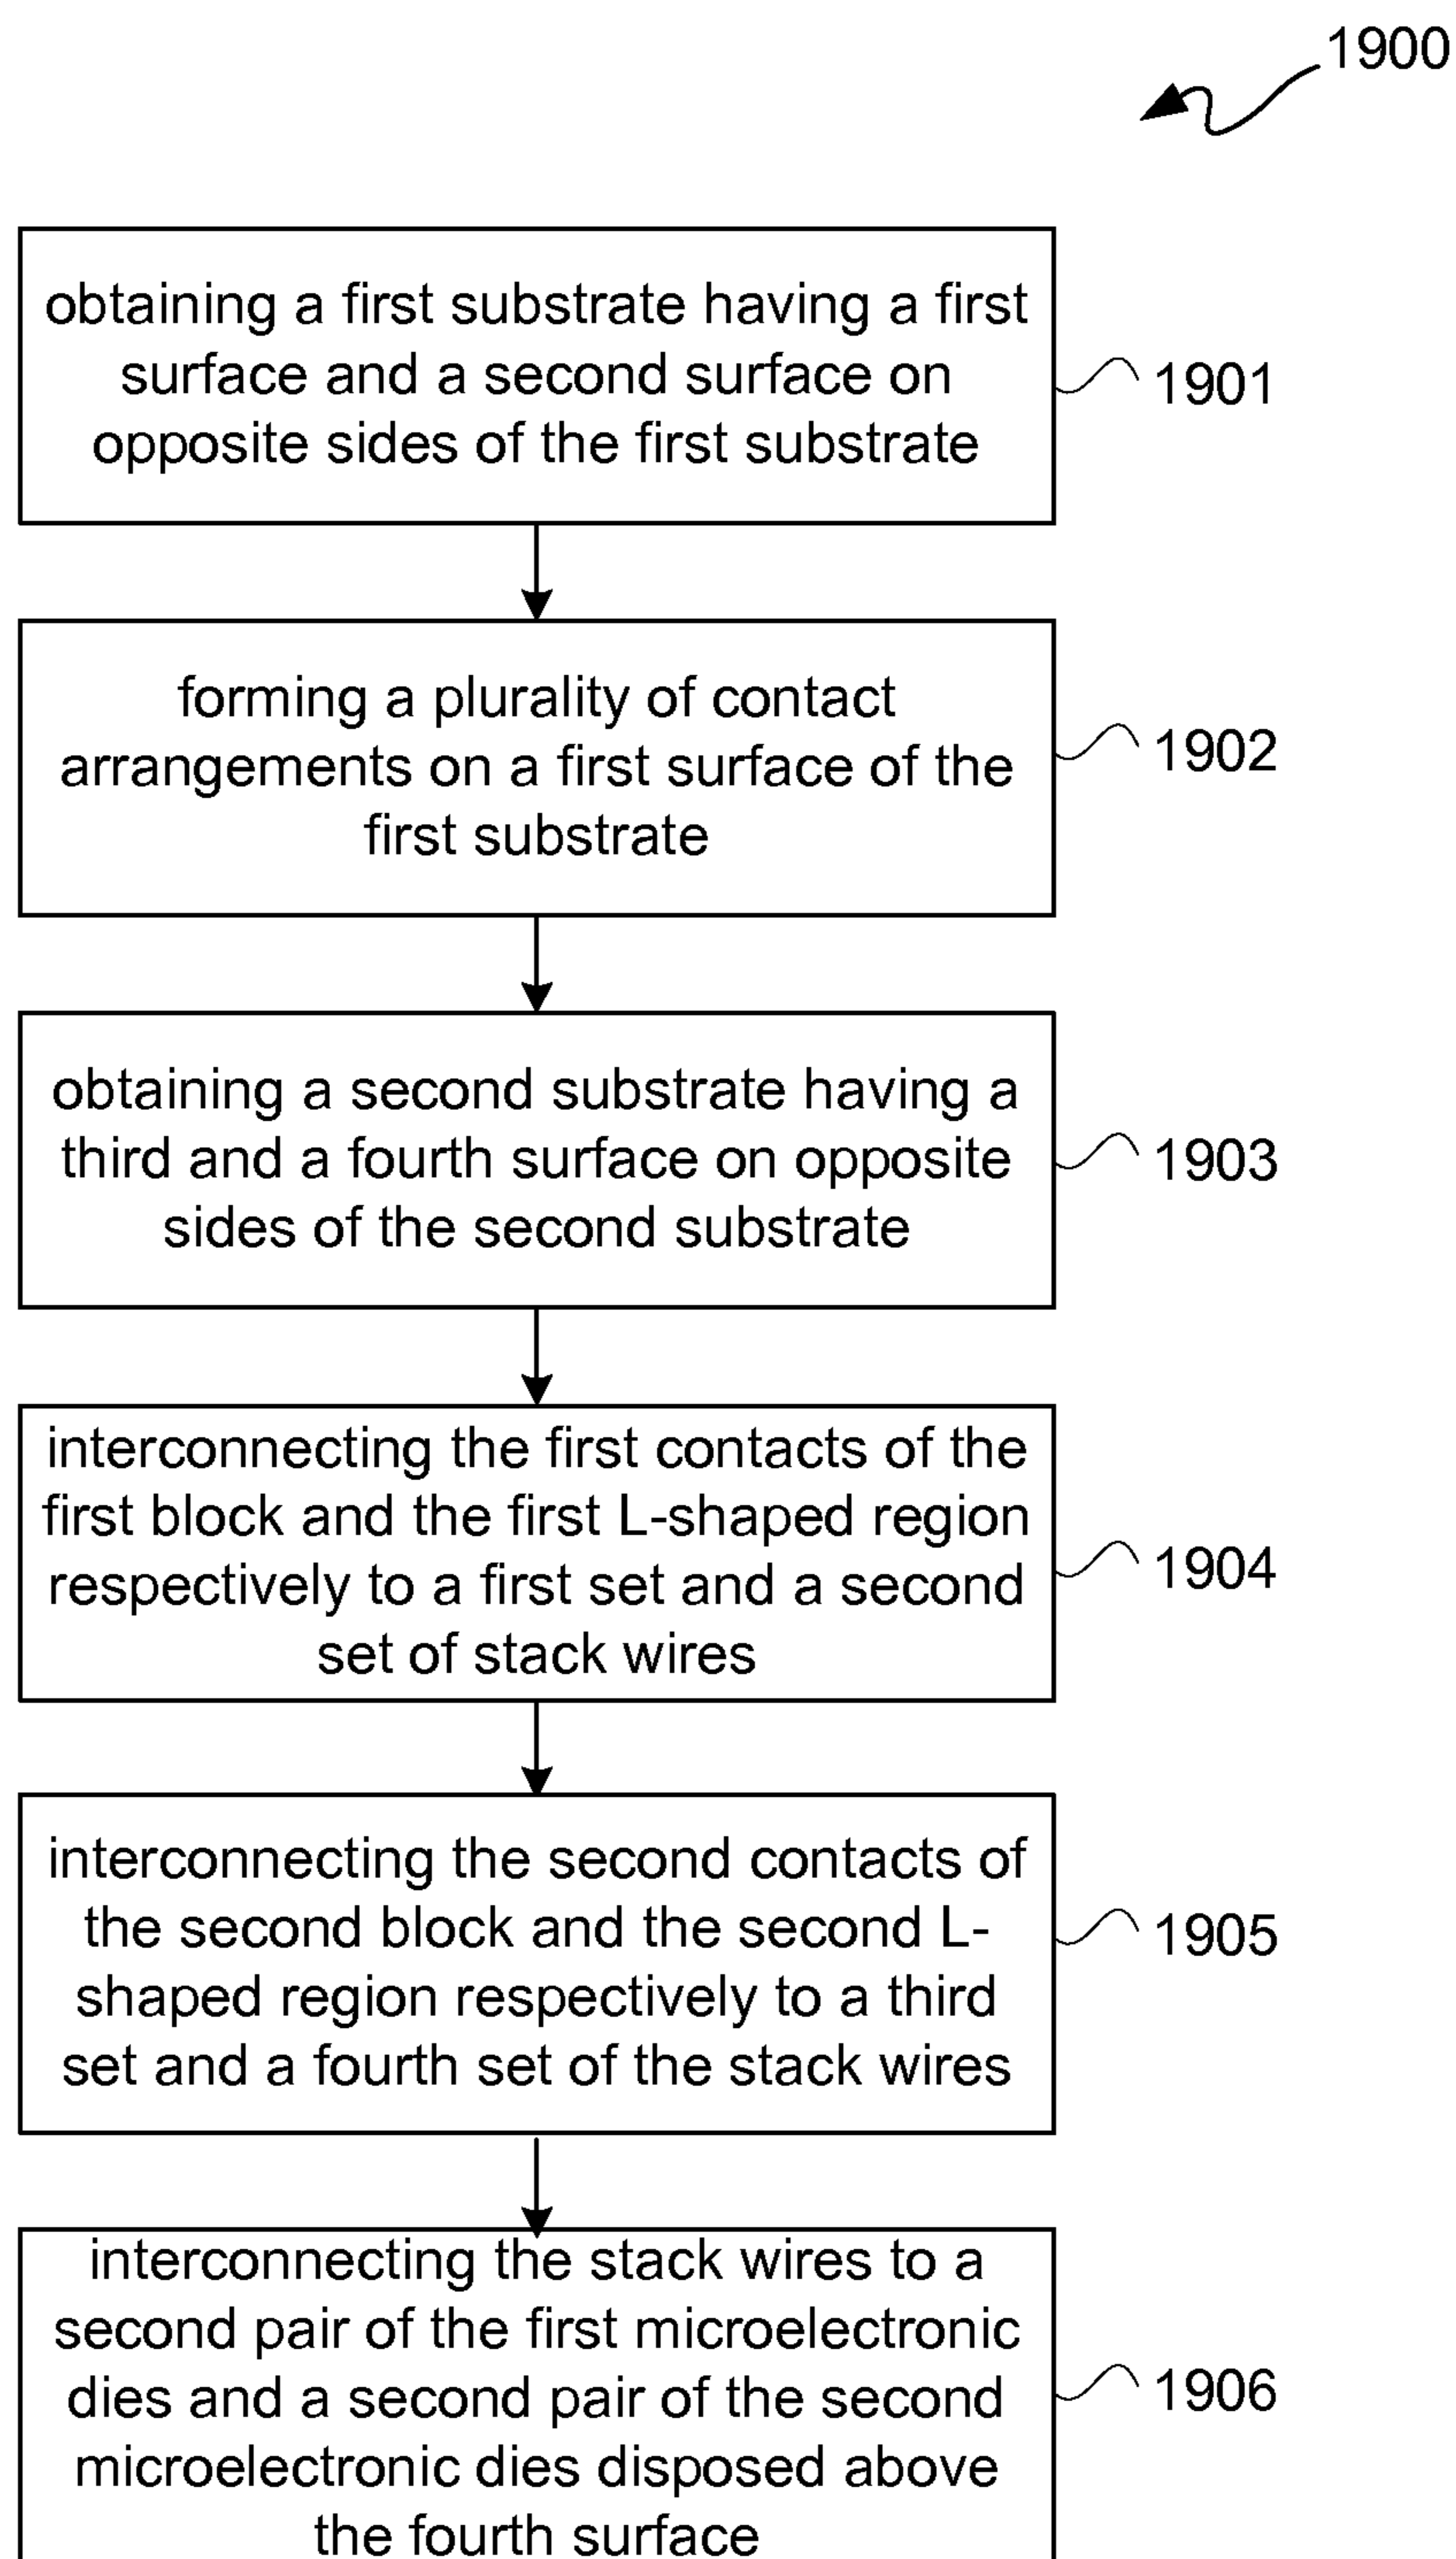 1900
obtaining a first substrate having a first
surface and a second surface on
opposite sides of the first substrate
1901
forming a plurality of contact
arrangements on a first surface of the
first substrate
1902
obtaining a second substrate having a
third and a fourth surface on opposite
sides of the second substrate
1903
interconnecting the first contacts of the
first block and the first L-shaped region
respectively to a first set and a second
set of stack wires
1904
interconnecting the second contacts of
the second block and the second L-
shaped region respectively to a third
set and a fourth set of the stack wires
1905
interconnecting the stack wires to a
second pair of the first microelectronic
dies and a second pair of the second
microelectronic dies disposed above
the fourth surface
1906